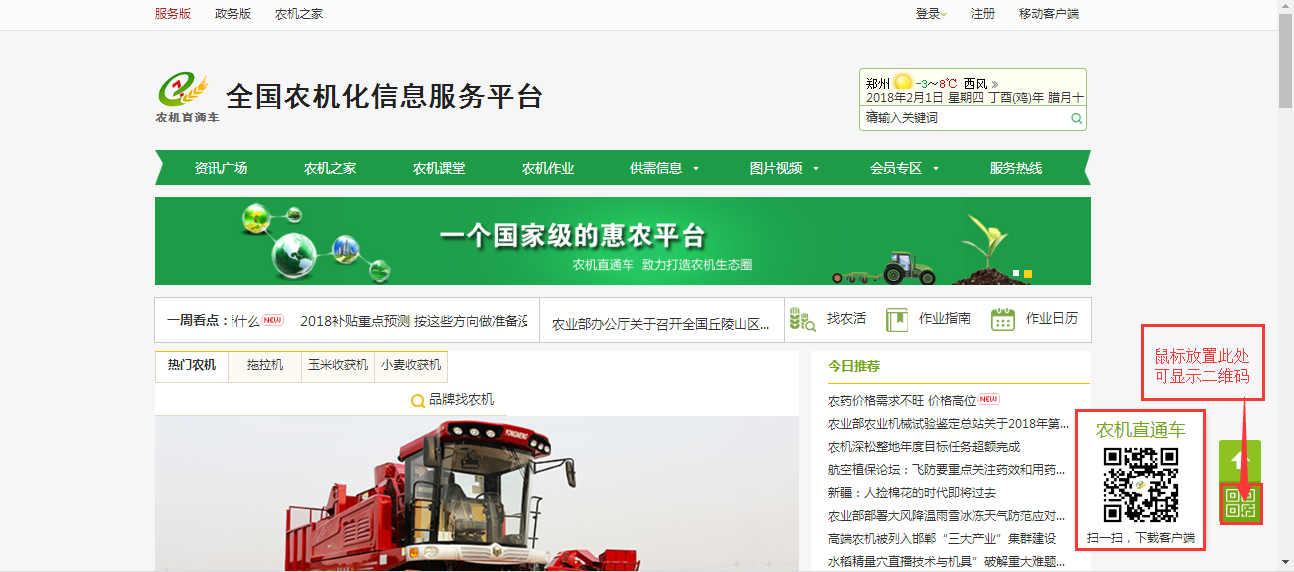 服务版 政务版 农机之家 登录 注册 移动客户端
农机直通车
全国农机化信息服务平台
郑州 -3～8℃ 西风
2018年2月1日 星期四 丁酉(鸡)年 腊月十
请输入关键词
资讯广场 农机之家 农机课堂 农机作业 供需信息 图片视频 会员专区 服务热线
一个国家级的惠农平台
农机直通车 致力打造农机生态圈
一周看点：什么 NEW 2018补贴重点预测 按这些方向做准备没
农业部办公厅关于召开全国丘陵山区...
找农活 作业指南 作业日历
热门农机 拖拉机 玉米收获机 小麦收获机
品牌找农机
YONGMENG
今日推荐
农药价格需求不旺 价格高位 NEW
农业部农业机械试验鉴定总站关于2018年第...
农机深松整地年度目标任务超额完成
航空植保论坛：飞防要重点关注药效和用药...
新疆：人捡棉花的时代即将过去
农业部部署大风降温雨雪冰冻天气防范应对...
高端农机被列入邯郸“三大产业”集群建设
水稻精量穴直播技术与机具”破解重大难题...
鼠标放置此处
可显示二维码
农机直通车
扫一扫，下载客户端